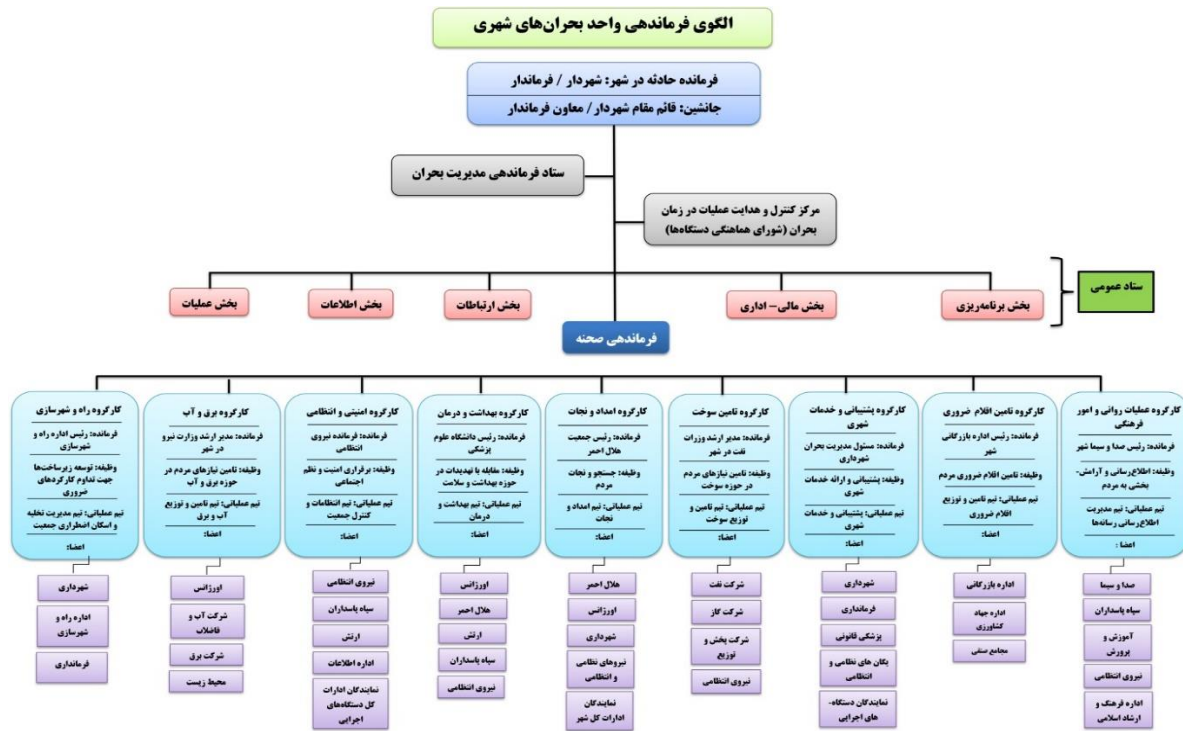 الگوی فرماندهی واحد بحران‌های شهری
فرمانده حادثه در شهر: شهردار / فرماندار
جانشین: قائم مقام شهردار / معاون فرماندار
ستاد فرماندهی مدیریت بحران
مرکز کنترل و هدایت عملیات در زمان
بحران (شورای هماهنگی دستگاه‌ها)
ستاد عمومی
بخش برنامه‌ریزی
بخش مالی- اداری
بخش ارتباطات
بخش اطلاعات
بخش عملیات
فرماندهی صحنه
کارگروه عملیات روانی و امور
فرهنگی
فرمانده: رئیس صدا و سیما شهر
وظیفه: اطلاع‌رسانی و آرامش-
بخشی به مردم
تیم عملیاتی: تیم مدیریت
اطلاع‌رسانی رسانه‌ها
اعضا :
صدا و سیما
سپاه پاسداران
آموزش و
پرورش
نیروی انتظامی
اداره فرهنگ و
ارشاد اسلامی
کارگروه تامین اقلام ضروری
فرمانده: رئیس اداره بازرگانی
شهر
وظیفه: تامین اقلام ضروری مردم
تیم عملیاتی: تیم تامین و توزیع
اقلام ضروری
اعضا:
اداره بازرگانی
اداره جهاد
کشاورزی
مجامع صنفی
کارگروه پشتیبانی و خدمات
شهری
فرمانده: مسئول مدیریت بحران
شهرداری
وظیفه: پشتیبانی و ارائه خدمات
شهری
تیم عملیاتی: پشتیبانی و خدمات
شهری
اعضا:
شهرداری
فرمانداری
پزشکی قانونی
یگان های نظامی و
انتظامی
نمایندگان دستگاه-
های اجرایی
کارگروه تامین سوخت
فرمانده: مدیر ارشد وزرات
نفت در شهر
وظیفه: تامین نیازهای مردم
در حوزه سوخت
تیم عملیاتی: تیم تامین و
توزیع سوخت
اعضا:
شرکت نفت
شرکت گاز
شرکت پخش و
توزیع
نیروی انتظامی
کارگروه امداد و نجات
فرمانده: رئیس جمعیت
هلال احمر
وظیفه: جستجو و نجات
مردم
تیم عملیاتی: تیم امداد و
نجات
اعضا:
هلال احمر
اورژانس
شهرداری
نیروهای نظامی
و انتظامی
نمایندگان
ادارات کل شهر
کارگروه بهداشت و درمان
فرمانده: رئیس دانشگاه علوم
پزشکی
وظیفه: مقابله با تهدیدات در
حوزه بهداشت و سلامت
تیم عملیاتی: تیم بهداشت و
درمان
اعضا:
اورژانس
هلال احمر
ارتش
سپاه پاسداران
نیروی انتظامی
کارگروه امنیتی و انتظامی
فرمانده: فرمانده نیروی
انتظامی
وظیفه: برقراری امنیت و نظم
اجتماعی
تیم عملیاتی: تیم انتظامات و
کنترل جمعیت
اعضا:
نیروی انتظامی
سپاه پاسداران
ارتش
اداره اطلاعات
نمایندگان ادارات
کل دستگاه‌های
اجرایی
کارگروه برق و آب
فرمانده: مدیر ارشد وزارت نیرو
در شهر
وظیفه: تامین نیازهای مردم در
حوزه برق و آب
تیم عملیاتی: تیم تامین و توزیع
آب و برق
اعضا:
اورژانس
شرکت آب و
فاضلاب
شرکت برق
محیط زیست
کارگروه راه و شهرسازی
فرمانده: رئیس اداره راه و
شهرسازی
وظیفه: توسعه زیرساخت‌ها
جهت تداوم کارکردهای
ضروری
تیم عملیاتی: تیم مدیریت تخلیه
و اسکان اضطراری جمعیت
اعضا:
شهرداری
اداره راه و
شهرسازی
فرمانداری